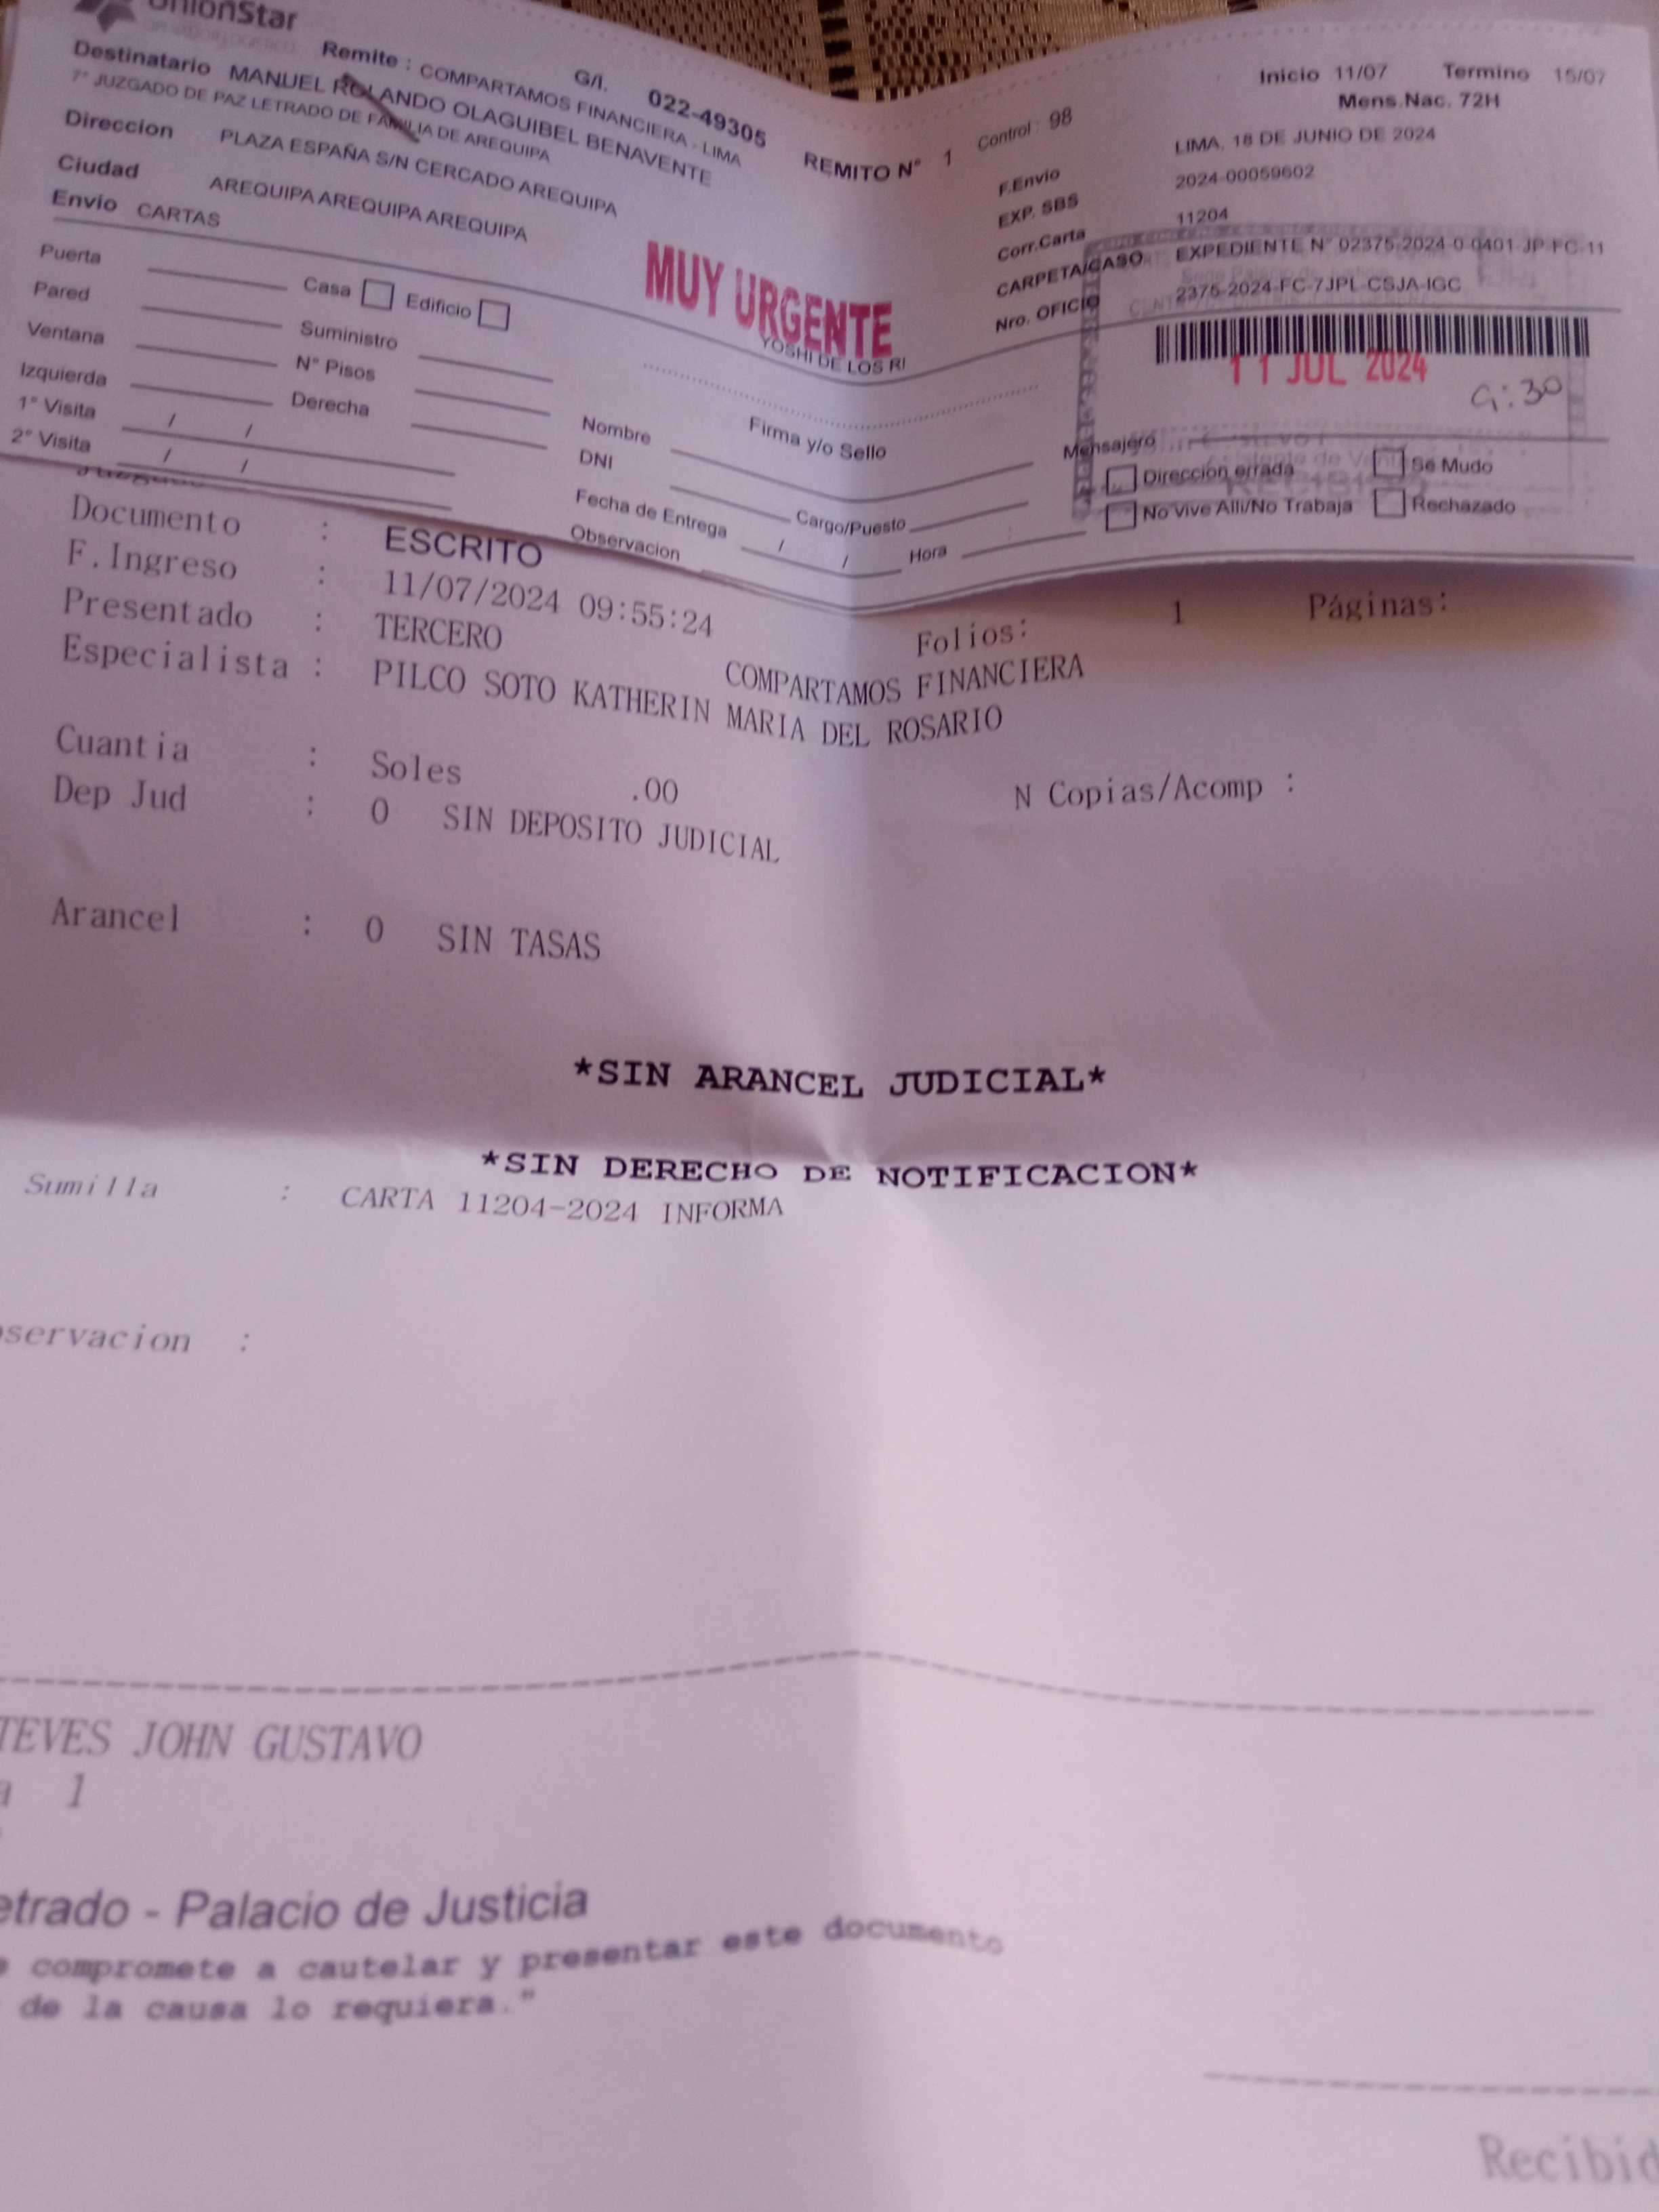 UnionStar
Remite : COMPARTAMOS FINANCIERA - LIMA
G/I. 022-49305
REMITO N° 1
Control : 98
Inicio 11/07 Termino 15/07
Mens.Nac. 72H
Destinatario MANUEL ROLANDO OLAGUIBEL BENAVENTE
7° JUZGADO DE PAZ LETRADO DE FAMILIA DE AREQUIPA
Direccion PLAZA ESPAÑA S/N CERCADO AREQUIPA
Ciudad AREQUIPA AREQUIPA AREQUIPA
Envío CARTAS
F.Envio LIMA, 18 DE JUNIO DE 2024
EXP. SBS 2024-00059602
Corr.Carta 11204
CARPETA/CASO EXPEDIENTE N° 02375-2024-0-0401-JP-FC-11
Nro. OFICIO 2375-2024-FC-7JPL-CSJA-IGC
MUY URGENTE
YOSHI DE LOS RI
11 JUL 2024
9:30
Puerta
Casa Edificio
Pared
Suministro
Ventana
N° Pisos
Izquierda
Derecha
1° Visita / /
2° Visita / /
Firma y/o Sello
Nombre
DNI
Cargo/Puesto
Fecha de Entrega / / Hora
Observacion
Mensajero
Dirección errada Se Mudo
No Vive Alli/No Trabaja Rechazado
Documento : ESCRITO
F.Ingreso : 11/07/2024 09:55:24
Folios: 1 Páginas:
Presentado : TERCERO COMPARTAMOS FINANCIERA
Especialista : PILCO SOTO KATHERIN MARIA DEL ROSARIO
Cuantia : Soles .00
N Copias/Acomp :
Dep Jud : 0 SIN DEPOSITO JUDICIAL
Arancel : 0 SIN TASAS
*SIN ARANCEL JUDICIAL*
*SIN DERECHO DE NOTIFICACION*
Sumilla : CARTA 11204-2024 INFORMA
servacion :
TEVES JOHN GUSTAVO
a 1
etrado - Palacio de Justicia
compromete a cautelar y presentar este documento
de la causa lo requiera."
Recibid